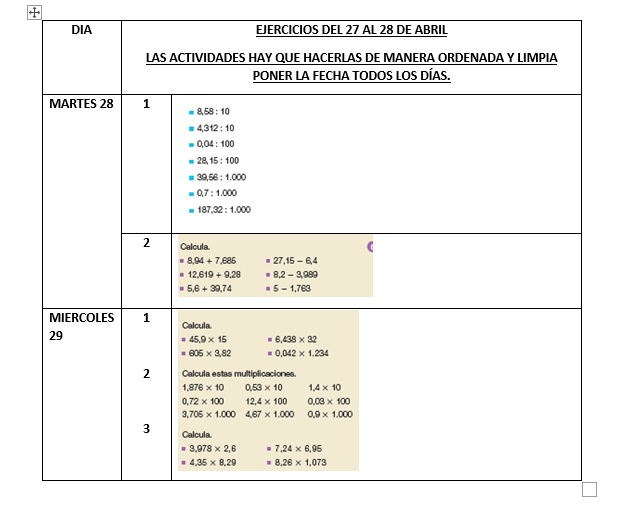 DIA
EJERCICIOS DEL 27 AL 28 DE ABRIL
LAS ACTIVIDADES HAY QUE HACERLAS DE MANERA ORDENADA Y LIMPIA
PONER LA FECHA TODOS LOS DÍAS.
MARTES 28
1
8,58 : 10
4,312 : 10
0,04 : 100
28,15 : 100
39,56 : 1.000
0,7 : 1.000
187,32 : 1.000
2
Calcula.
8,94 + 7,685 27,15 − 6,4
12,619 + 9,28 8,2 − 3,989
5,6 + 39,74 5 − 1,763
MIERCOLES
29
1
Calcula.
45,9 × 15 6,438 × 32
605 × 3,82 0,042 × 1.234
2
Calcula estas multiplicaciones.
1,876 × 10 0,53 × 10 1,4 × 10
0,72 × 100 12,4 × 100 0,03 × 100
3,705 × 1.000 4,67 × 1.000 0,9 × 1.000
3
Calcula.
3,978 × 2,6 7,24 × 6,95
4,35 × 8,29 8,26 × 1,073